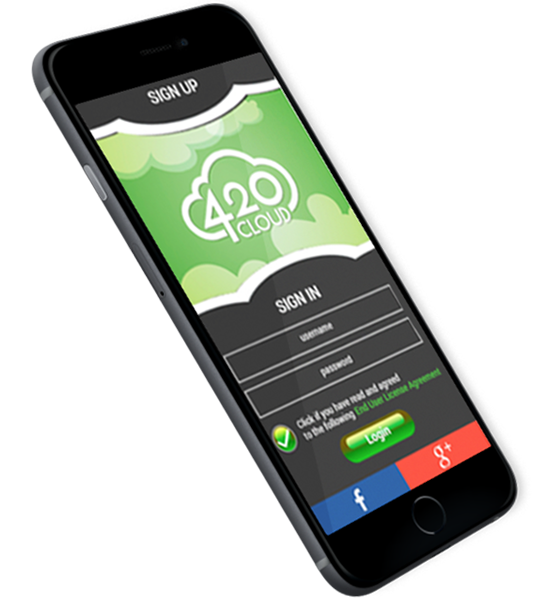 SIGN UP
420
CLOUD
SIGN IN
username
password
Click if you have read and agreed
to the following End User License Agreement
Login
f
g+